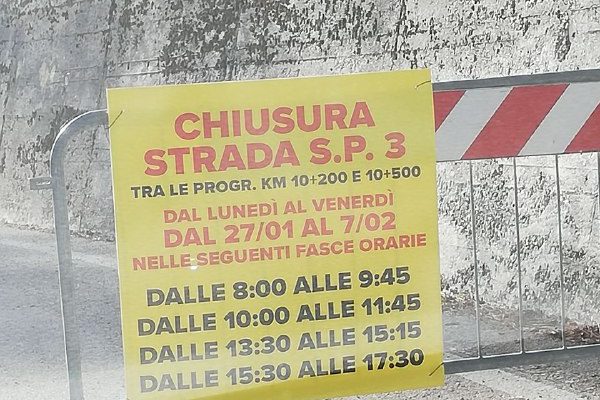 CHIUSURA
STRADA S.P. 3
TRA LE PROGR. KM 10+200 E 10+500
DAL LUNEDÌ AL VENERDÌ
DAL 27/01 AL 7/02
NELLE SEGUENTI FASCE ORARIE
DALLE 8:00 ALLE 9:45
DALLE 10:00 ALLE 11:45
DALLE 13:30 ALLE 15:15
DALLE 15:30 ALLE 17:30